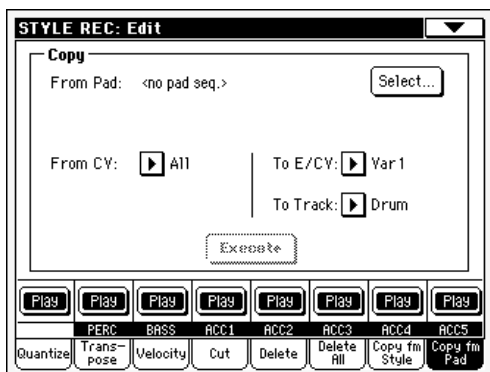 STYLE REC: Edit
Copy
From Pad: <no pad seq.> Select...
From CV: All To E/CV: Var1
To Track: Drum
Execute
Play Play Play Play Play Play Play Play
PERC BASS ACC1 ACC2 ACC3 ACC4 ACC5
Quantize Trans-pose Velocity Cut Delete Delete All Copy fm Style Copy fm Pad